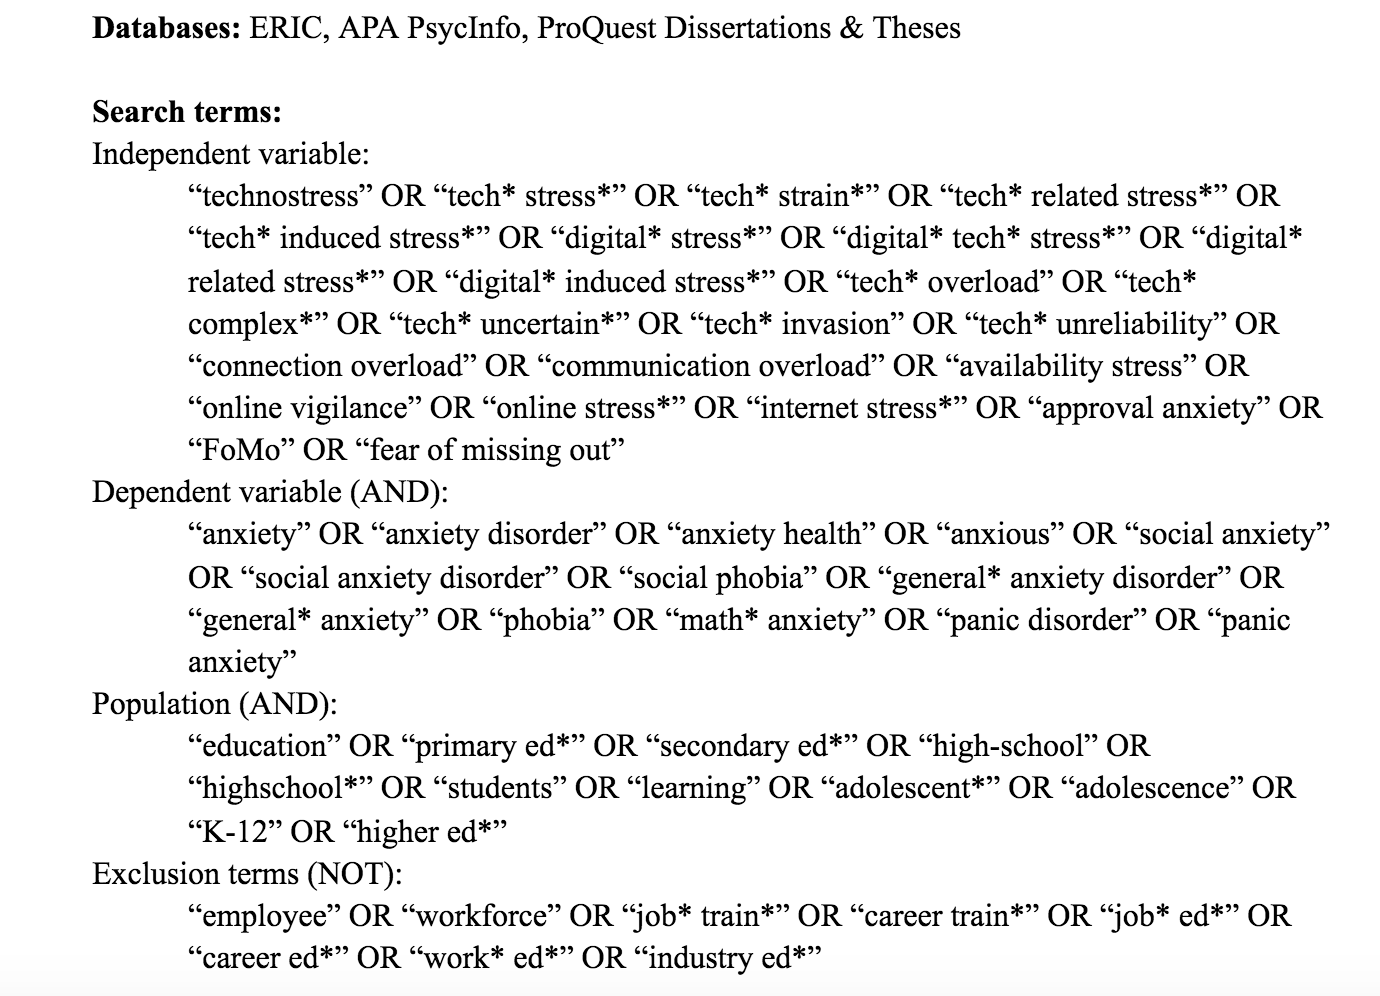 Databases: ERIC, APA PsycInfo, ProQuest Dissertations & Theses
Search terms:
Independent variable:
“technostress” OR “tech* stress*” OR “tech* strain*” OR “tech* related stress*” OR
“tech* induced stress*” OR “digital* stress*” OR “digital* tech* stress*” OR “digital*
related stress*” OR “digital* induced stress*” OR “tech* overload” OR “tech*
complex*” OR “tech* uncertain*” OR “tech* invasion” OR “tech* unreliability” OR
“connection overload” OR “communication overload” OR “availability stress” OR
“online vigilance” OR “online stress*” OR “internet stress*” OR “approval anxiety” OR
“FoMo” OR “fear of missing out”
Dependent variable (AND):
“anxiety” OR “anxiety disorder” OR “anxiety health” OR “anxious” OR “social anxiety”
OR “social anxiety disorder” OR “social phobia” OR “general* anxiety disorder” OR
“general* anxiety” OR “phobia” OR “math* anxiety” OR “panic disorder” OR “panic
anxiety”
Population (AND):
“education” OR “primary ed*” OR “secondary ed*” OR “high-school” OR
“highschool*” OR “students” OR “learning” OR “adolescent*” OR “adolescence” OR
“K-12” OR “higher ed*”
Exclusion terms (NOT):
“employee” OR “workforce” OR “job* train*” OR “career train*” OR “job* ed*” OR
“career ed*” OR “work* ed*” OR “industry ed*”